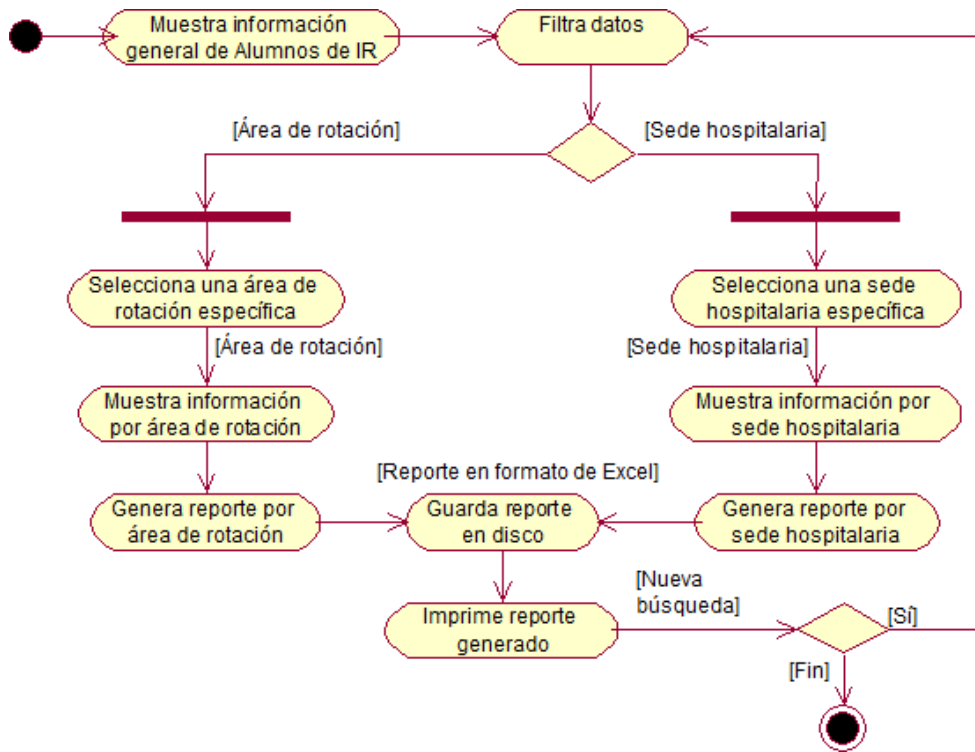 Muestra información
general de Alumnos de IR
Filtra datos
[Área de rotación]
[Sede hospitalaria]
Selecciona una área de
rotación específica
Selecciona una sede
hospitalaria específica
[Área de rotación]
[Sede hospitalaria]
Muestra información
por área de rotación
Muestra información por
sede hospitalaria
[Reporte en formato de Excel]
Genera reporte por
área de rotación
Guarda reporte
en disco
Genera reporte por
sede hospitalaria
[Nueva
búsqueda]
Imprime reporte
generado
[Sí]
[Fin]